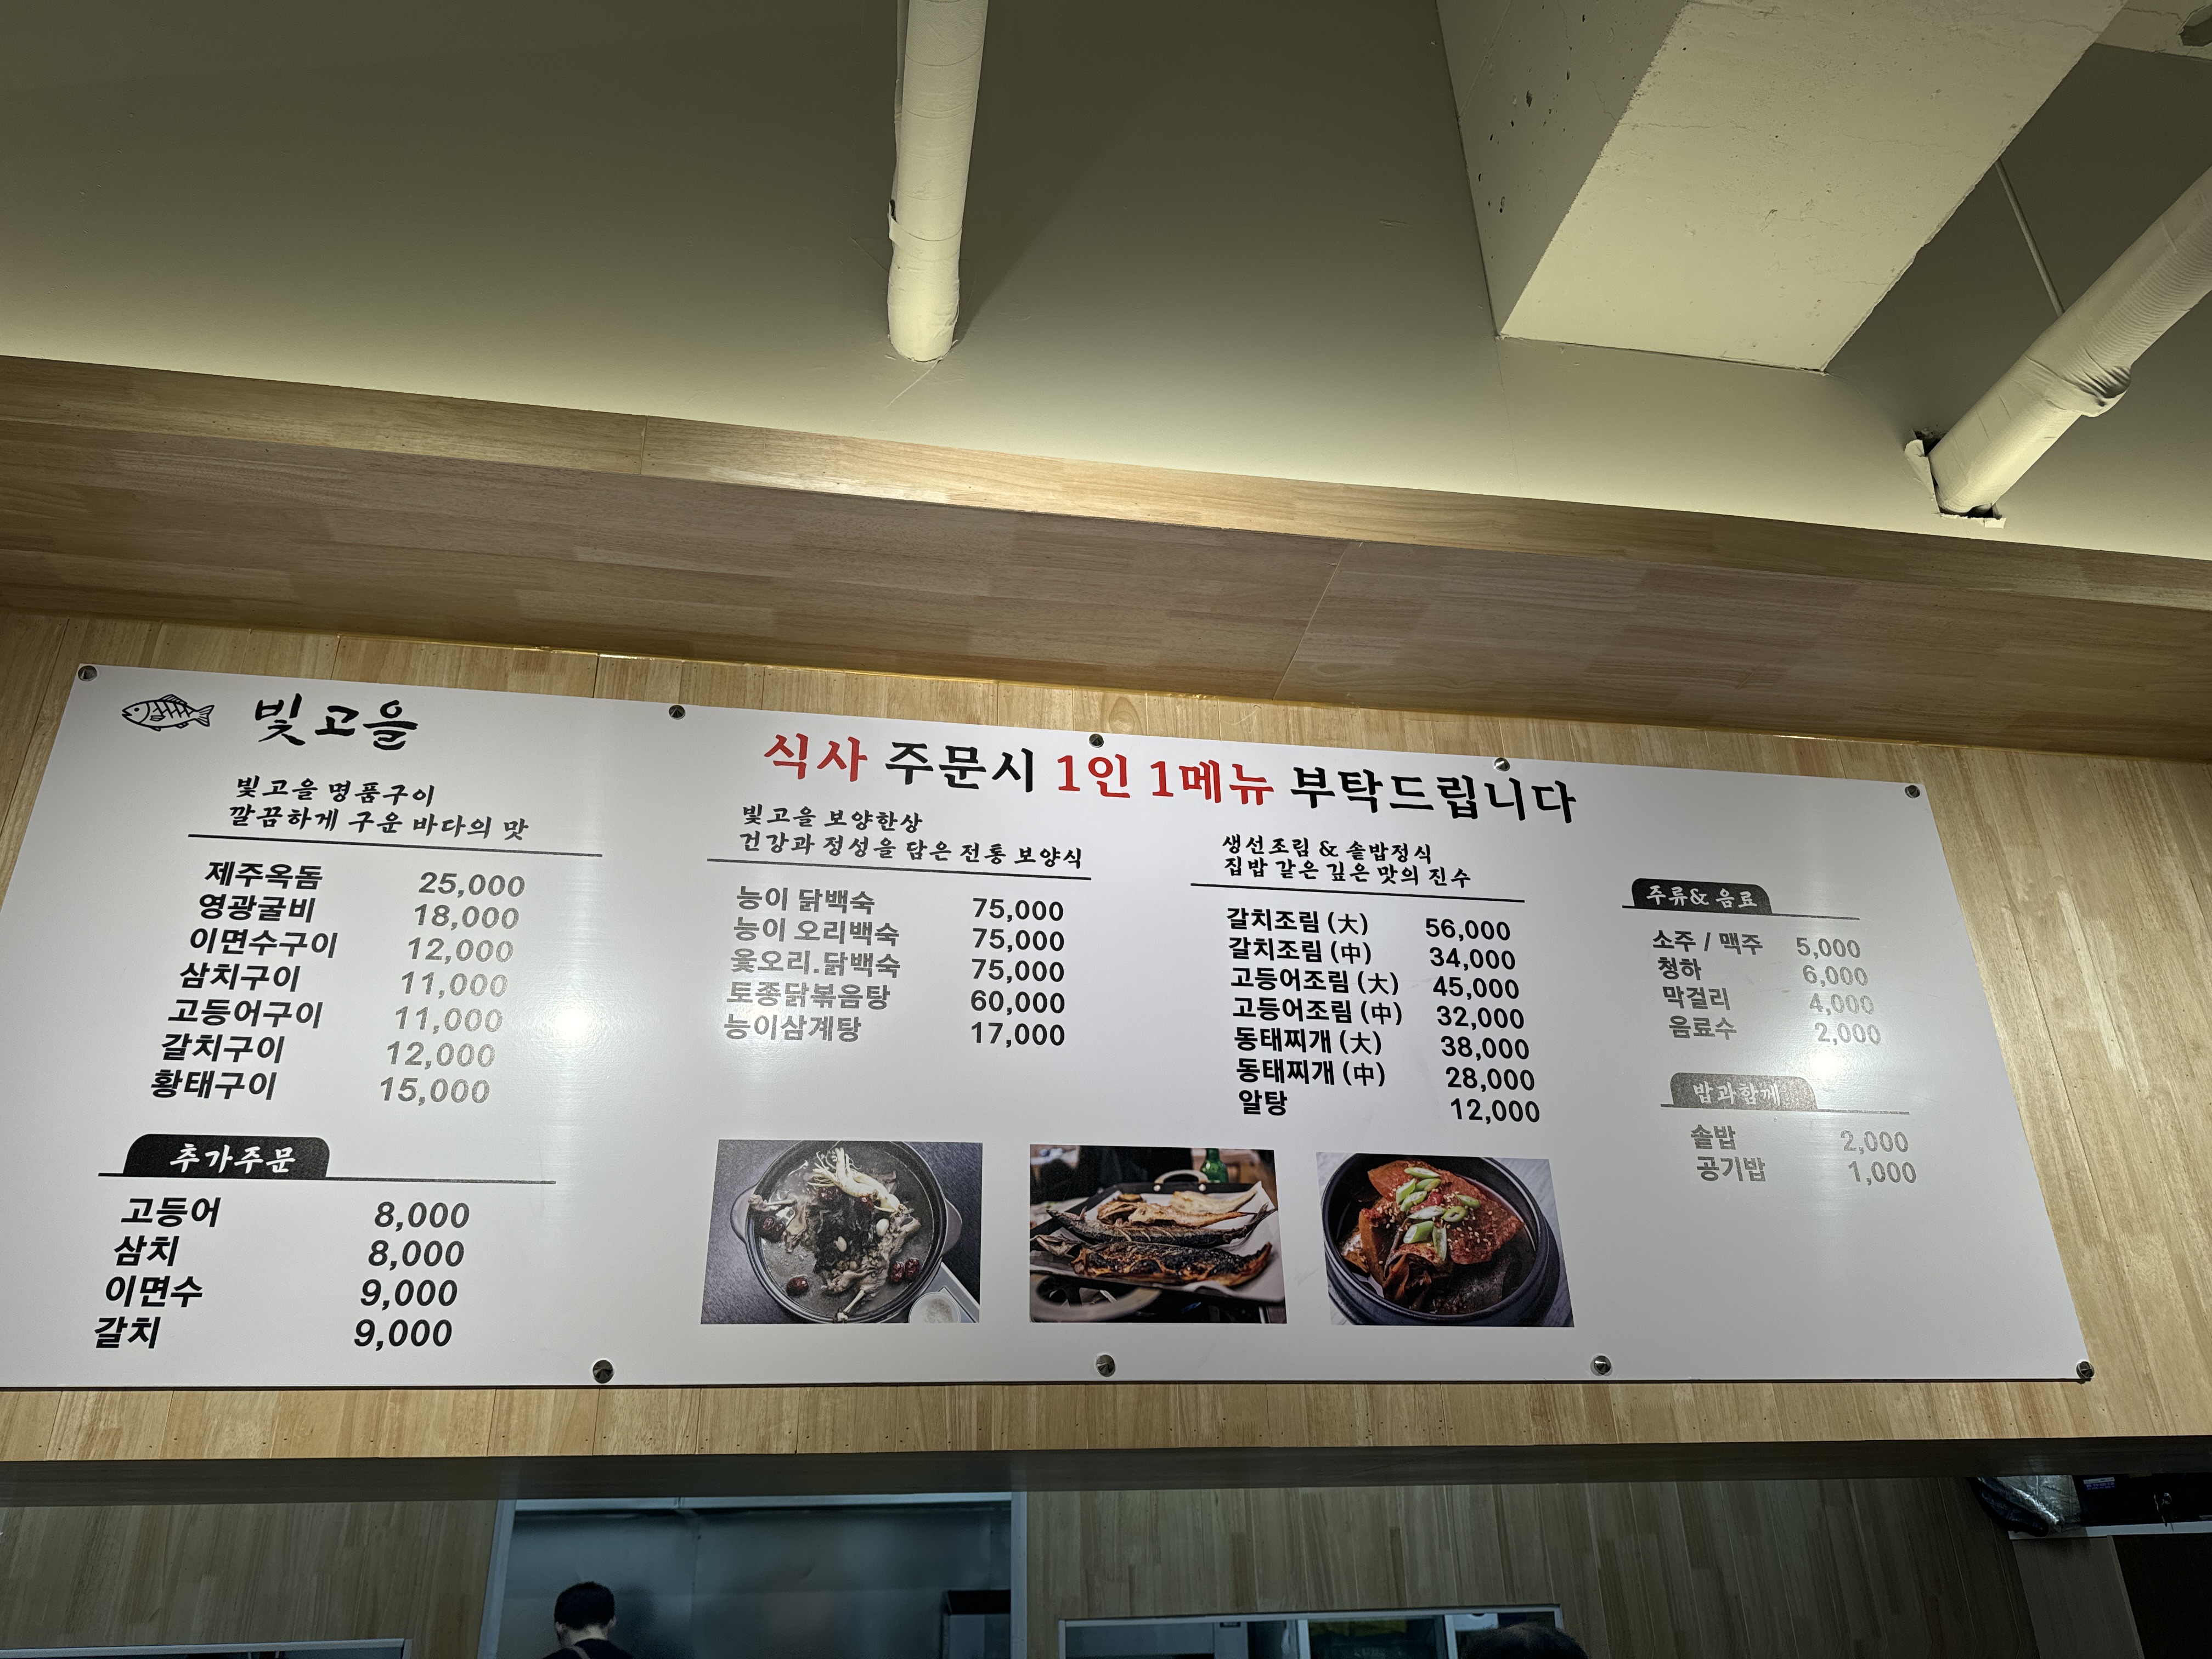 빛고을
식사 주문시 1인 1메뉴 부탁드립니다
빛고을 명품구이
깔끔하게 구운 바다의 맛
제주옥돔 25,000
영광굴비 18,000
이면수구이 12,000
삼치구이 11,000
고등어구이 11,000
갈치구이 12,000
황태구이 15,000
추가주문
고등어 8,000
삼치 8,000
이면수 9,000
갈치 9,000
빛고을 보양한상
건강과 정성을 담은 전통 보양식
능이 닭백숙 75,000
능이 오리백숙 75,000
옻오리.닭백숙 75,000
토종닭볶음탕 60,000
능이삼계탕 17,000
생선조림 & 솥밥정식
집밥 같은 깊은 맛의 진수
갈치조림 (大) 56,000
갈치조림 (中) 34,000
고등어조림 (大) 45,000
고등어조림 (中) 32,000
동태찌개 (大) 38,000
동태찌개 (中) 28,000
알탕 12,000
주류& 음료
소주 / 맥주 5,000
청하 6,000
막걸리 4,000
음료수 2,000
밥과함께
솥밥 2,000
공기밥 1,000